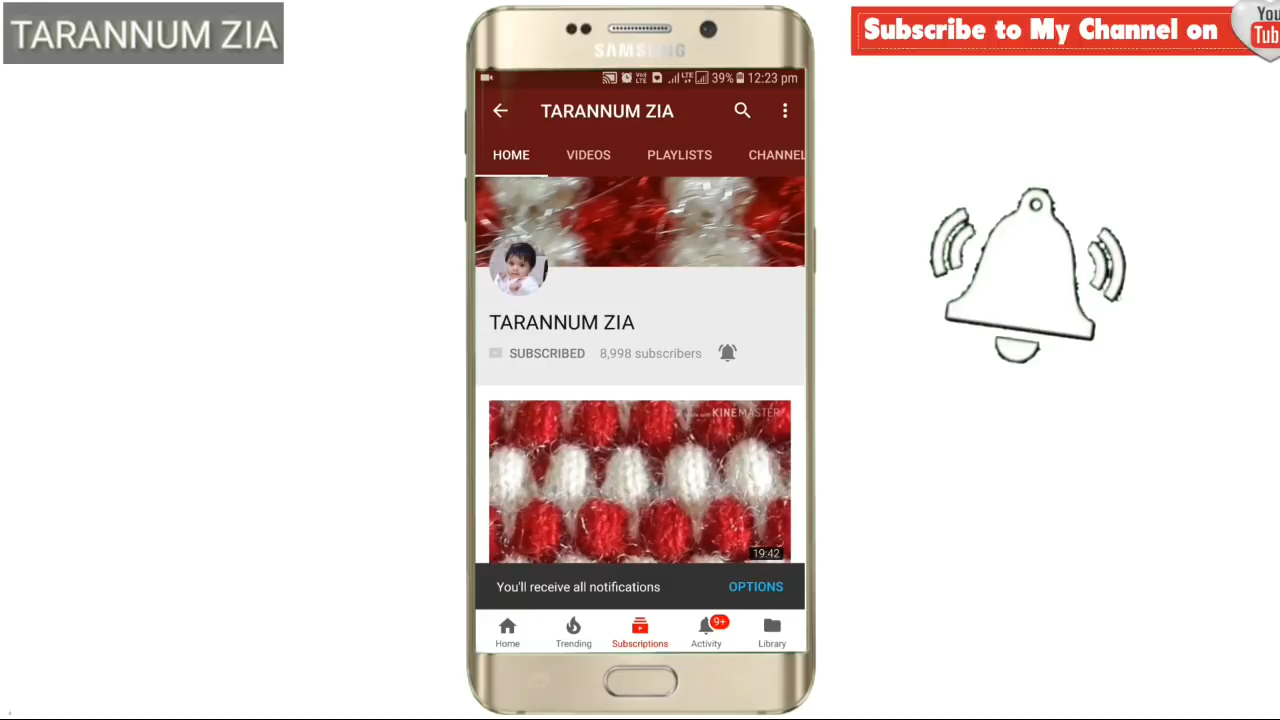 TARANNUM ZIA
Subscribe to My Channel on
You
Tub
SAMSUNG
39% 12:23 pm
TARANNUM ZIA
HOME VIDEOS PLAYLISTS CHANNEL
TARANNUM ZIA
SUBSCRIBED 8,998 subscribers
KINEMASTER
19:42
You'll receive all notifications OPTIONS
9+
Home Trending Subscriptions Activity Library